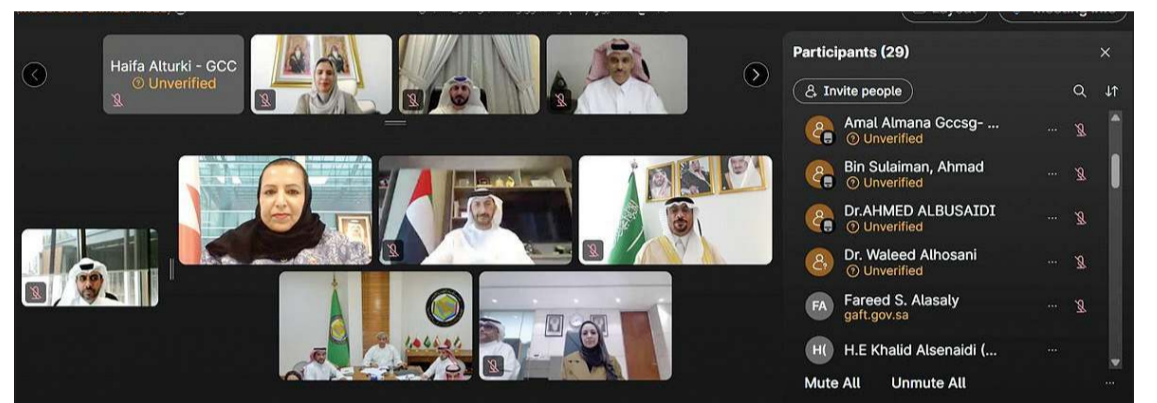 Haifa Alturki - GCC
Unverified
Participants (29)
Invite people
Amal Almana Gccsg- ...
Unverified
Bin Sulaiman, Ahmad
Unverified
Dr.AHMED ALBUSAIDI
Unverified
Dr. Waleed Alhosani
Unverified
FA
Fareed S. Alasaly
gaft.gov.sa
H(
H.E Khalid Alsenaidi (...
Mute All
Unmute All
...